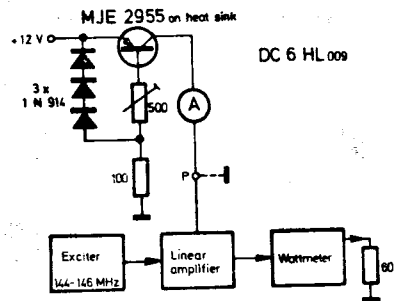 MJE 2955 on heat sink
+12 V
DC 6 HL 009
3 x
1 N 914
500
A
100
P
Exciter
144-146 MHz
Linear
amplifier
Wattmeter
60